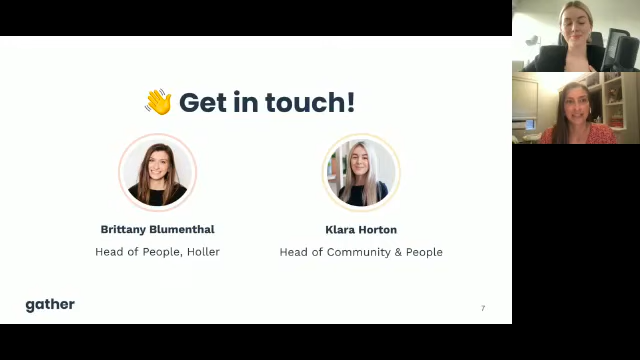 👋 Get in touch!
Brittany Blumenthal
Klara Horton
Head of People, Holler
Head of Community & People
gather
7